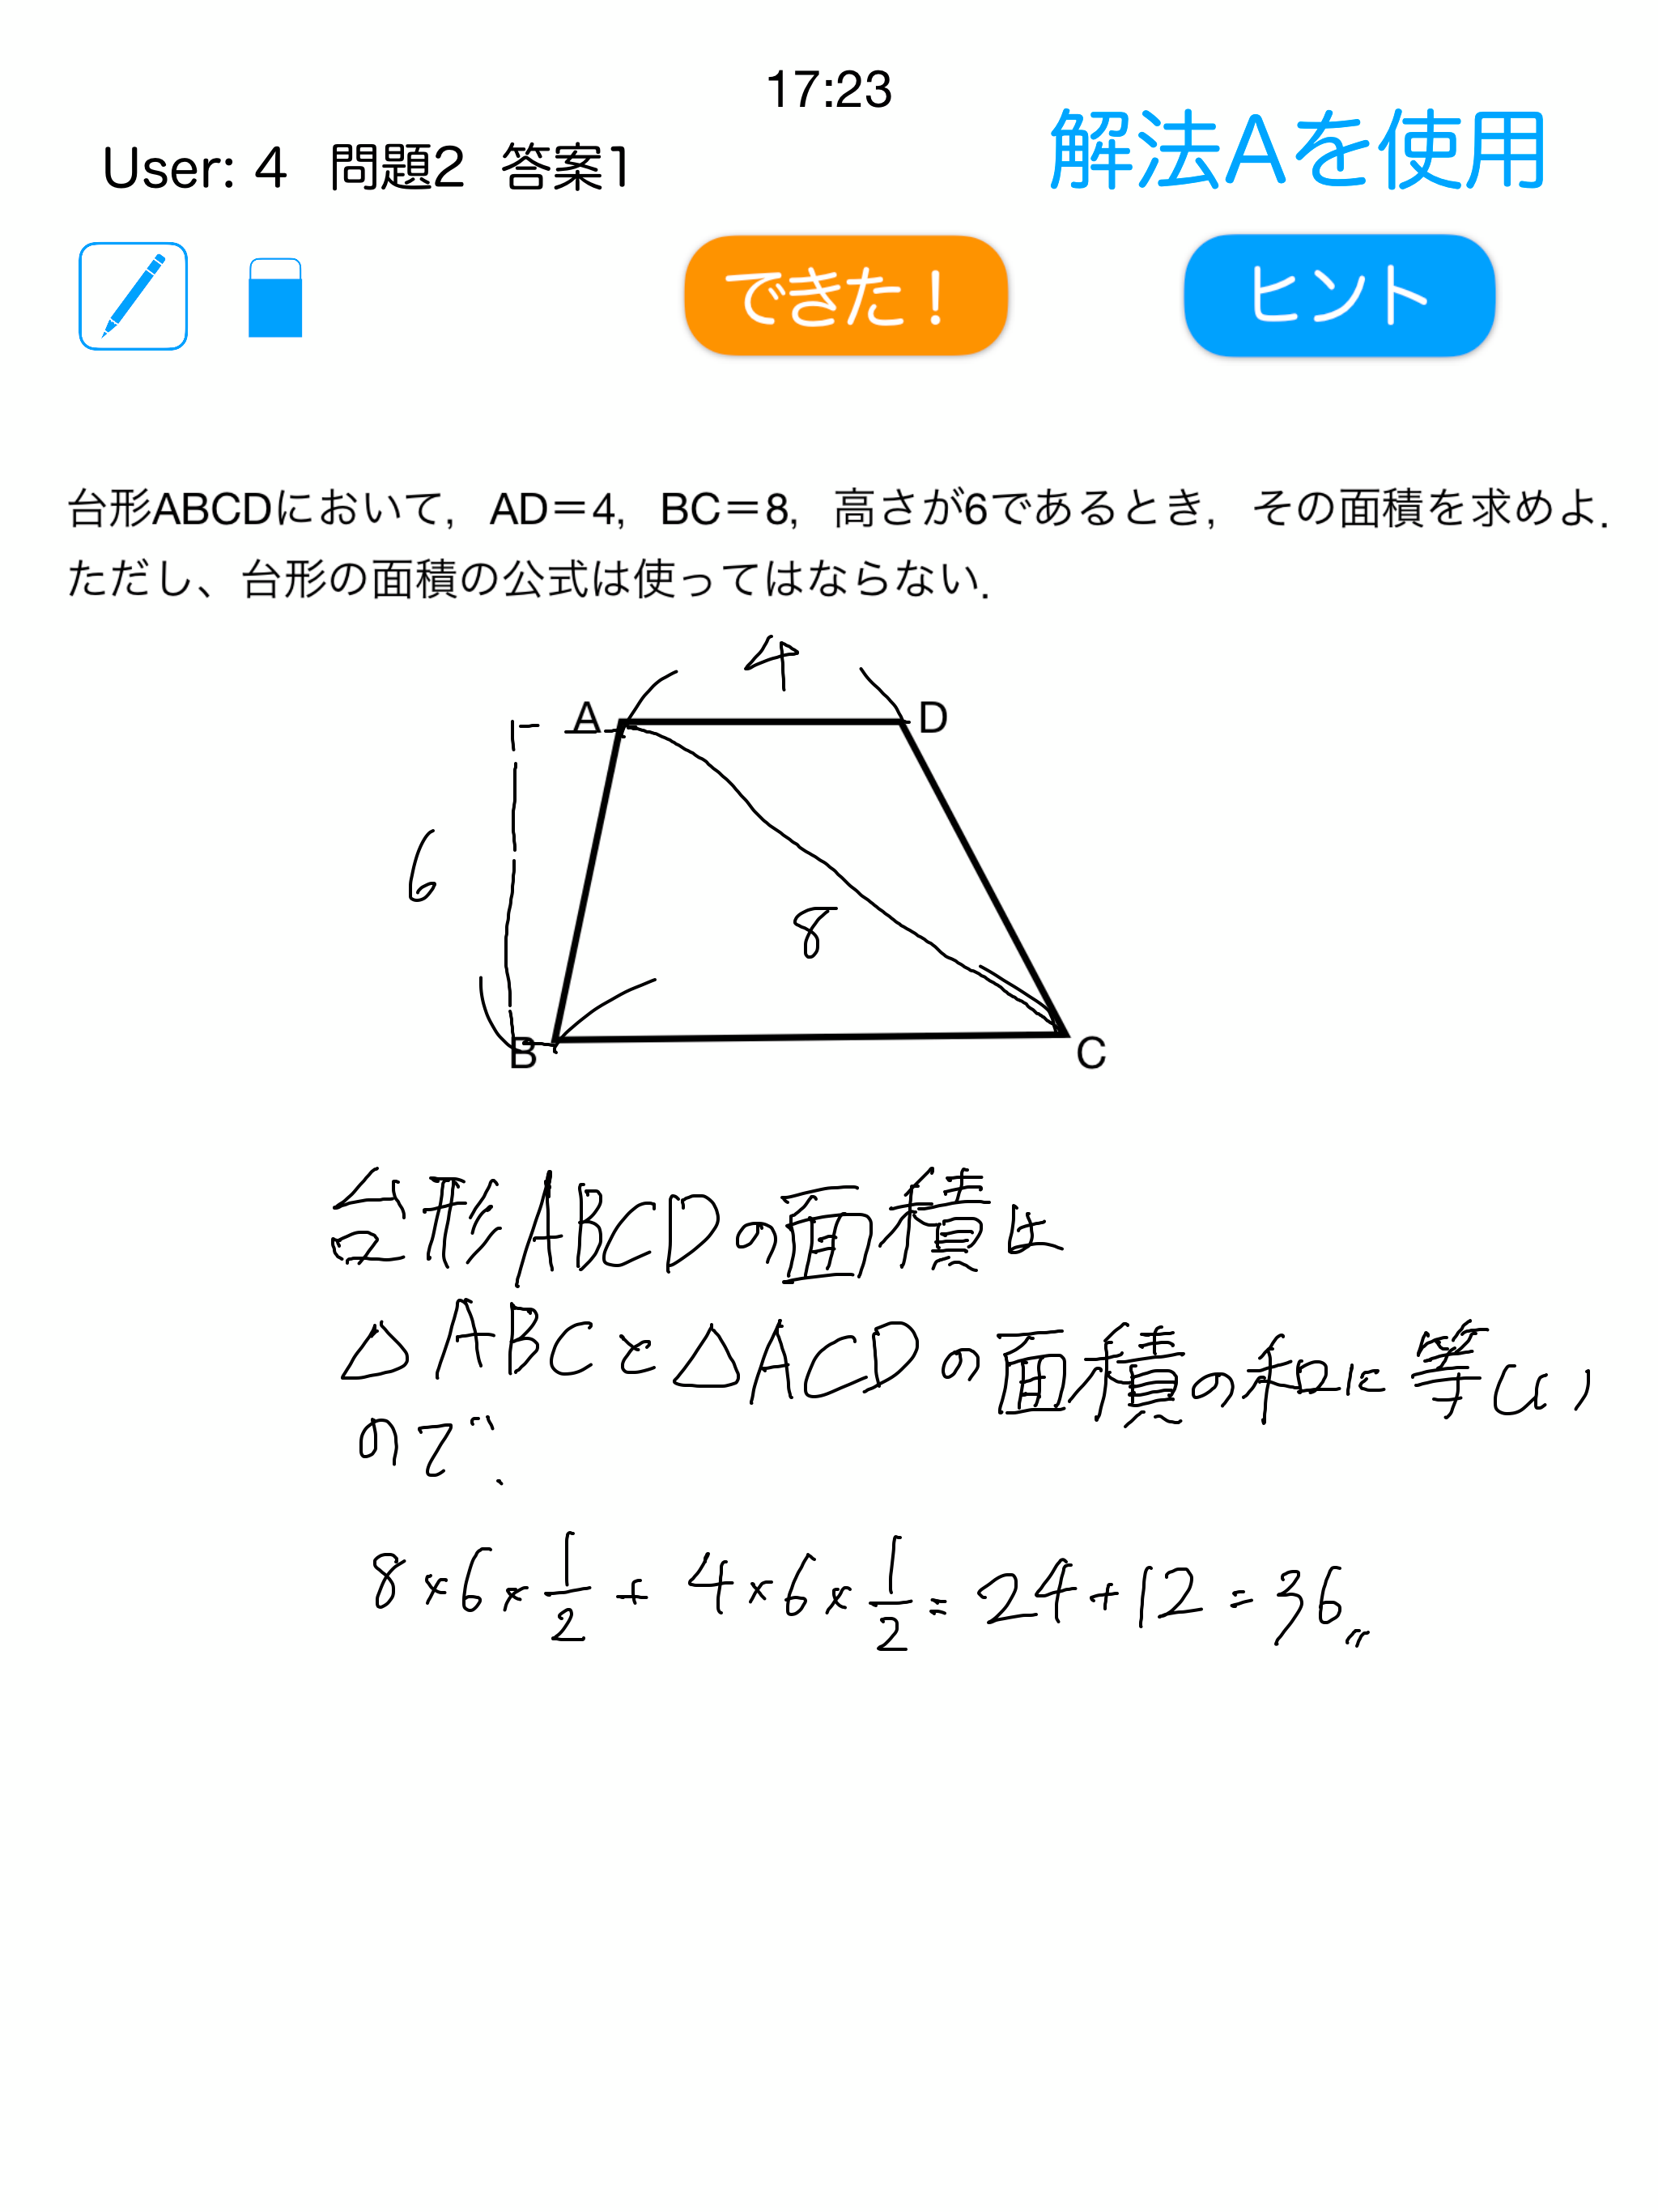 17:23
User: 4 問題2 答案1
解法Aを使用
できた！
ヒント
台形ABCDにおいて，AD＝4，BC＝8，高さが6であるとき，その面積を求めよ．
ただし、台形の面積の公式は使ってはならない．
4
A
D
6
8
B
C
台形ABCDの面積は
△ABCと△ACDの面積の和に等しい
ので.
8×6×1/2 + 4×6×1/2 = 24+12 = 36〃